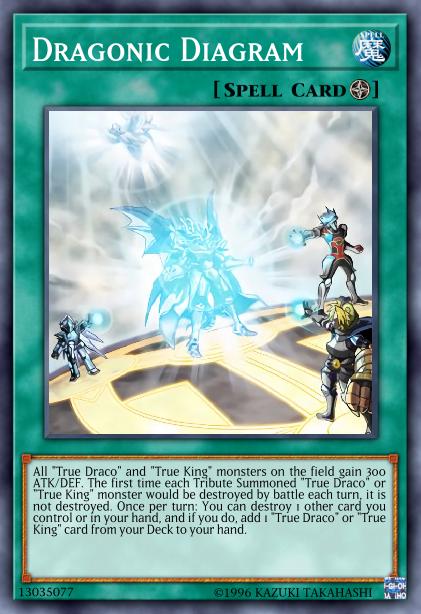 DRAGONIC DIAGRAM
SPELL
魔
[SPELL CARD]
All "True Draco" and "True King" monsters on the field gain 300
ATK/DEF. The first time each Tribute Summoned "True Draco" or
"True King" monster would be destroyed by battle each turn, it is
not destroyed. Once per turn: You can destroy 1 other card you
control or in your hand, and if you do, add 1 "True Draco" or "True
King" card from your Deck to your hand.
13035077
©1996 KAZUKI TAKAHASHI